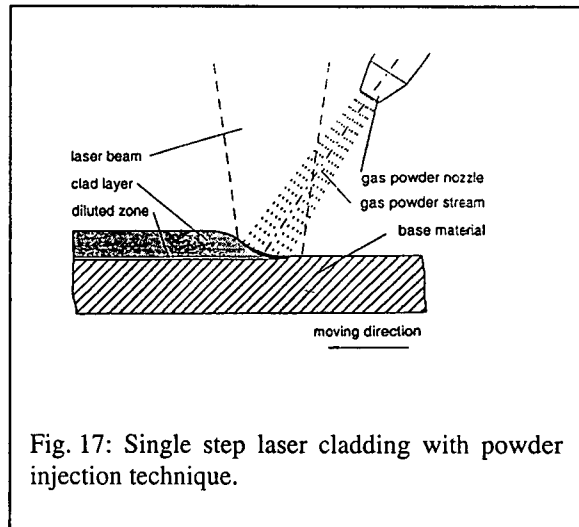 laser beam
clad layer
diluted zone
gas powder nozzle
gas powder stream
base material
moving direction
Fig. 17: Single step laser cladding with powder
injection technique.